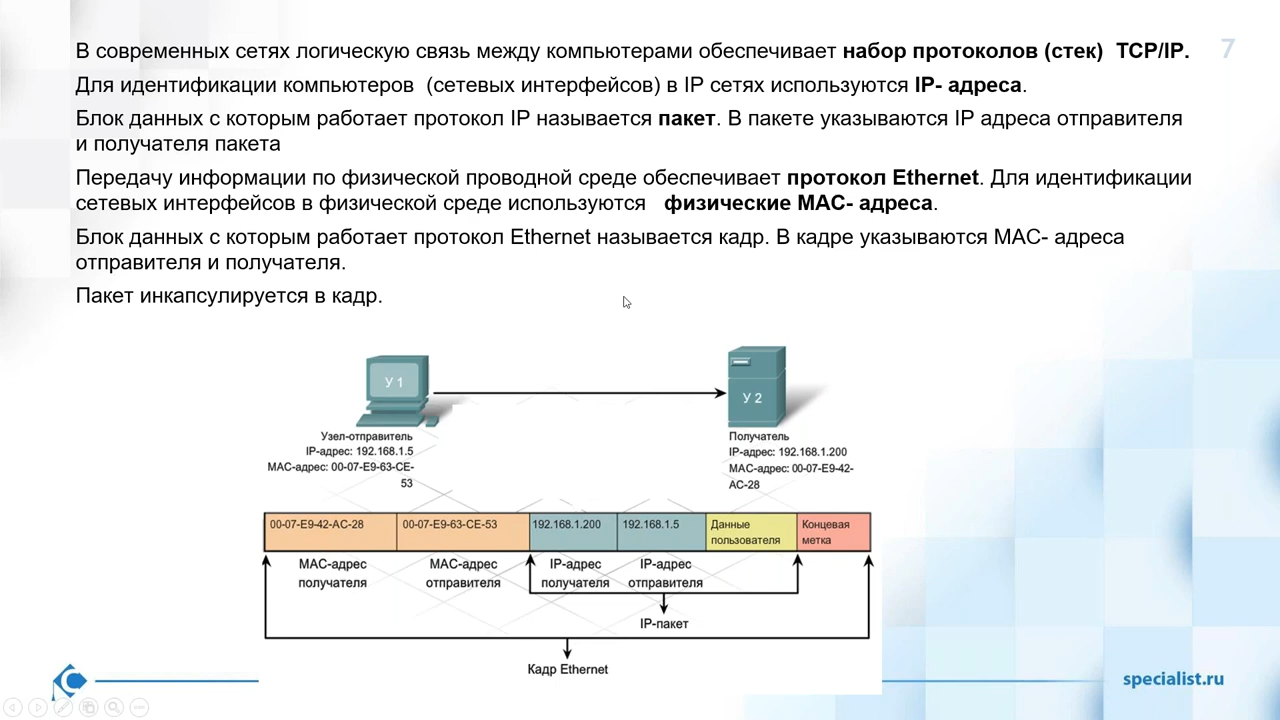 7
В современных сетях логическую связь между компьютерами обеспечивает набор протоколов (стек) TCP/IP.
Для идентификации компьютеров (сетевых интерфейсов) в IP сетях используются IP- адреса.
Блок данных с которым работает протокол IP называется пакет. В пакете указываются IP адреса отправителя
и получателя пакета
Передачу информации по физической проводной среде обеспечивает протокол Ethernet. Для идентификации
сетевых интерфейсов в физической среде используются физические MAC- адреса.
Блок данных с которым работает протокол Ethernet называется кадр. В кадре указываются MAC- адреса
отправителя и получателя.
Пакет инкапсулируется в кадр.
У 1
У 2
Узел-отправитель
IP-адрес: 192.168.1.5
MAC-адрес: 00-07-E9-63-CE-
53
Получатель
IP-адрес: 192.168.1.200
MAC-адрес: 00-07-E9-42-
AC-28
00-07-E9-42-AC-28
00-07-E9-63-CE-53
192.168.1.200
192.168.1.5
Данные
пользователя
Концевая
метка
MAC-адрес
получателя
MAC-адрес
отправителя
IP-адрес
получателя
IP-адрес
отправителя
IP-пакет
Кадр Ethernet
specialist.ru